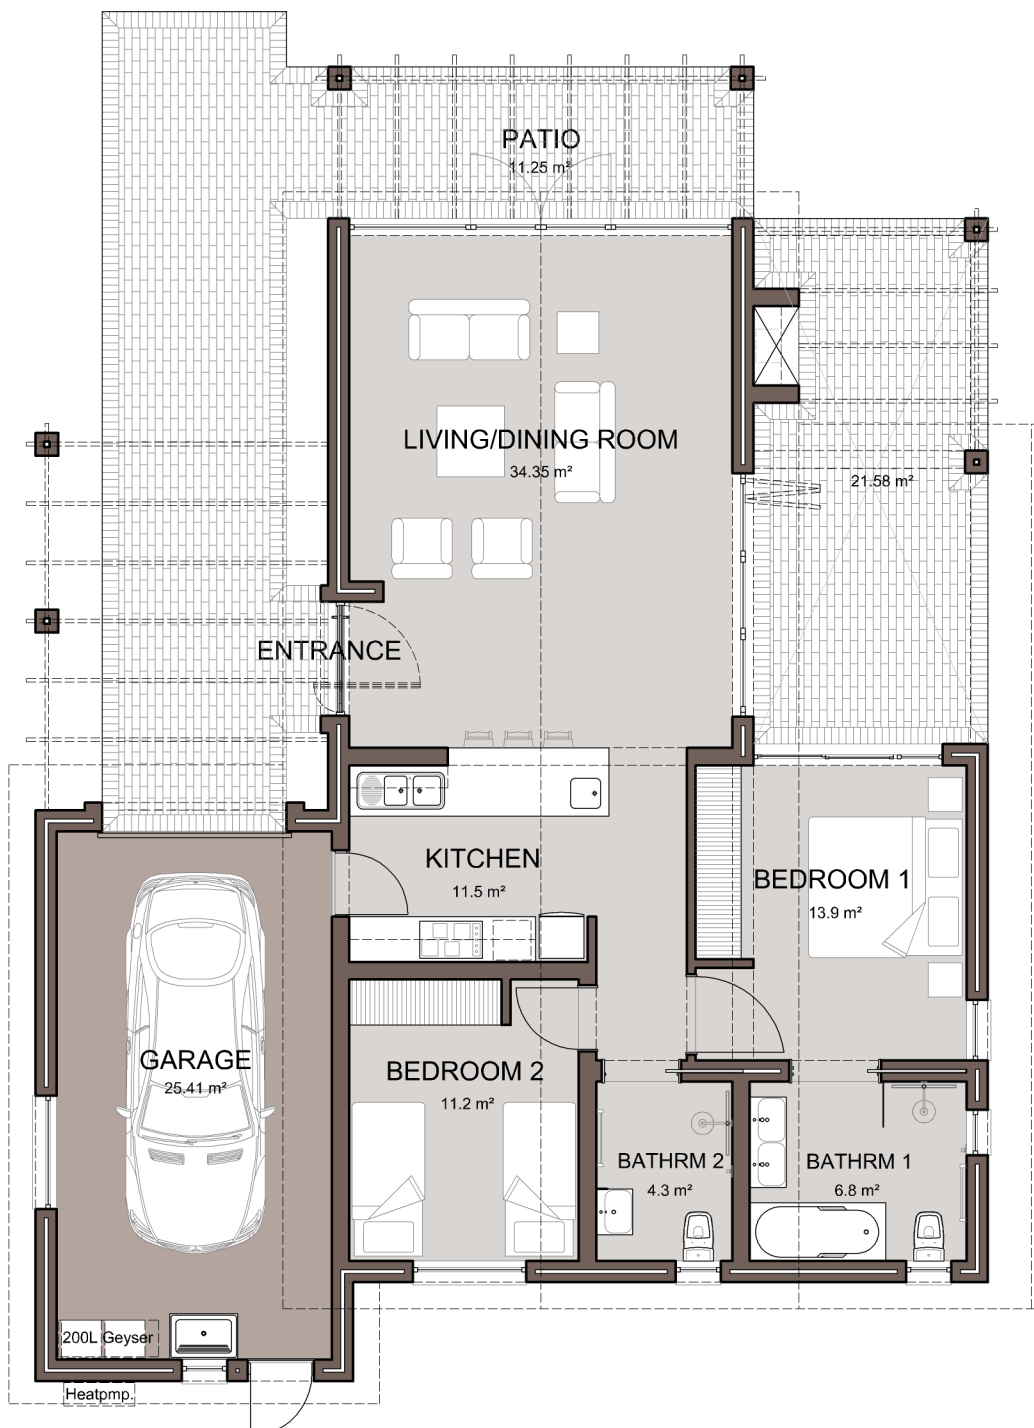 PATIO
11.25 m²
LIVING/DINING ROOM
34.35 m²
21.58 m²
ENTRANCE
KITCHEN
11.5 m²
BEDROOM 1
13.9 m²
GARAGE
25.41 m²
BEDROOM 2
11.2 m²
BATHRM 2
4.3 m²
BATHRM 1
6.8 m²
200L Geyser
Heatpmp.